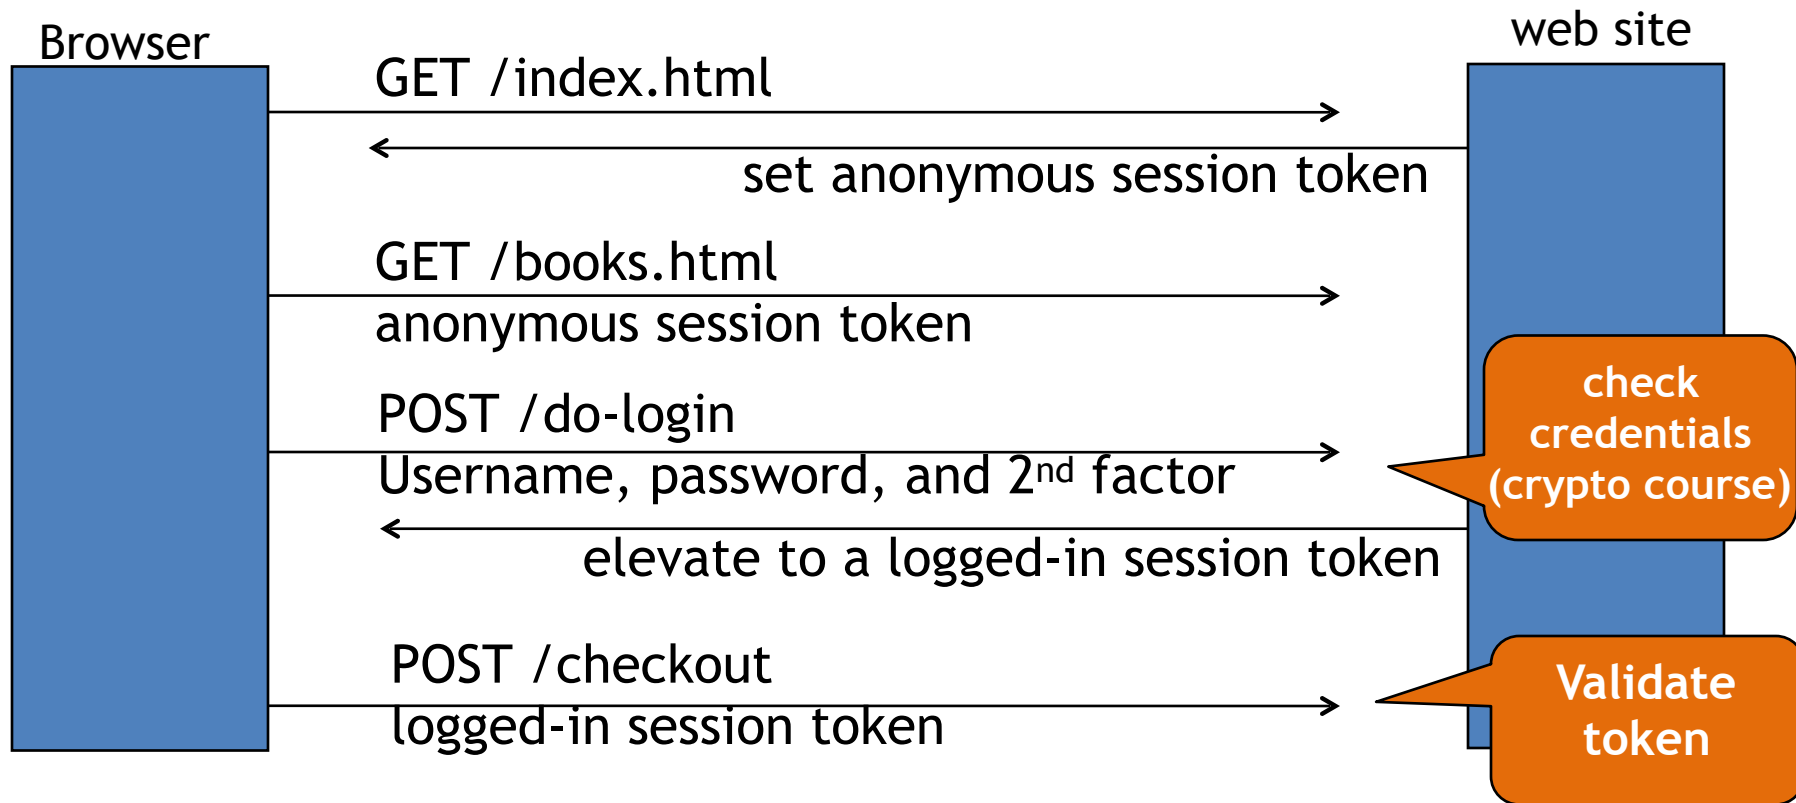 Browser
web site
GET /index.html
set anonymous session token
GET /books.html
anonymous session token
POST /do-login
Username, password, and 2nd factor
check
credentials
(crypto course)
elevate to a logged-in session token
POST /checkout
logged-in session token
Validate
token